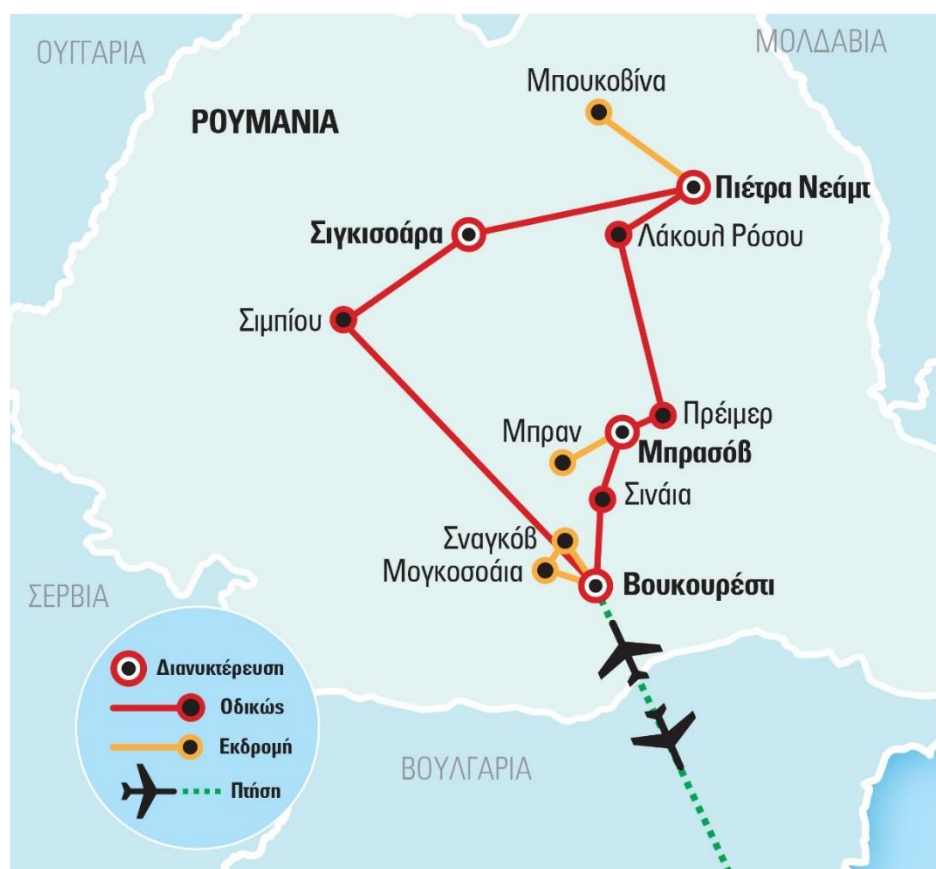 ΟΥΓΓΑΡΙΑ
ΜΟΛΔΑΒΙΑ
Μπουκοβίνα
ΡΟΥΜΑΝΙΑ
Πιέτρα Νεάμτ
Σιγκισοάρα
Λάκουλ Ρόσου
Σιμπίου
Πρέιμερ
Μπραν
Μπρασόβ
Σινάια
Σναγκόβ
Μογκοσοάια
Βουκουρέστι
ΣΕΡΒΙΑ
Διανυκτέρευση
Οδικώς
Εκδρομή
Πτήση
ΒΟΥΛΓΑΡΙΑ